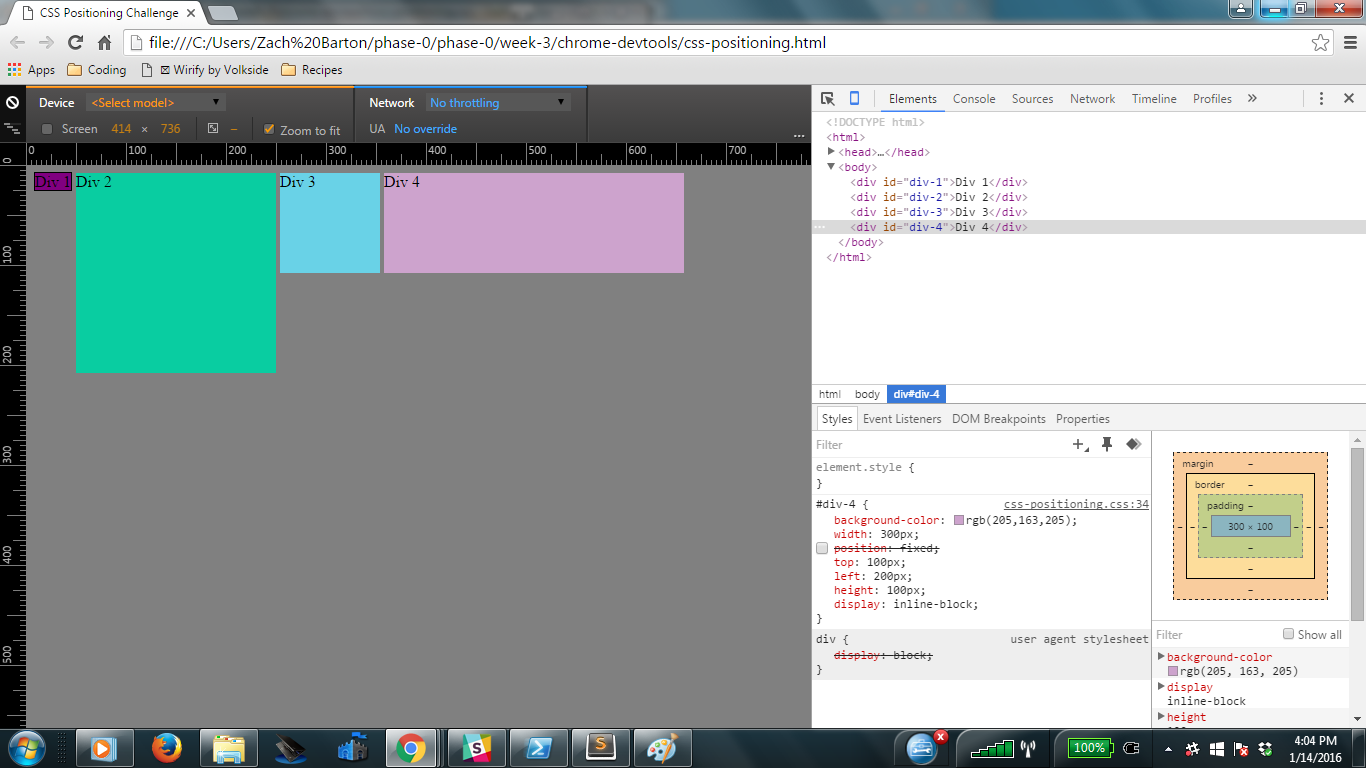 CSS Positioning Challenge
file:///C:/Users/Zach%20Barton/phase-0/phase-0/week-3/chrome-devtools/css-positioning.html
Apps Coding Wirify by Volkside Recipes
Device <Select model> Network No throttling
Screen 414 × 736 Zoom to fit UA No override
...
0 100 200 300 400 500 600 700
0
100
200
300
400
500
Div 1 Div 2 Div 3 Div 4
Elements Console Sources Network Timeline Profiles »
<!DOCTYPE html>
<html>
<head>…</head>
<body>
<div id="div-1">Div 1</div>
<div id="div-2">Div 2</div>
<div id="div-3">Div 3</div>
<div id="div-4">Div 4</div>
</body>
</html>
html body div#div-4
Styles Event Listeners DOM Breakpoints Properties
Filter
element.style {
}
#div-4 { css-positioning.css:34
background-color: rgb(205,163,205);
width: 300px;
position: fixed;
top: 100px;
left: 200px;
height: 100px;
display: inline-block;
}
div { user agent stylesheet
display: block;
}
margin –
border –
padding –
– – – 300 × 100 – – –
–
–
–
Filter Show all
background-color
rgb(205, 163, 205)
display
inline-block
height
100%
4:04 PM
1/14/2016